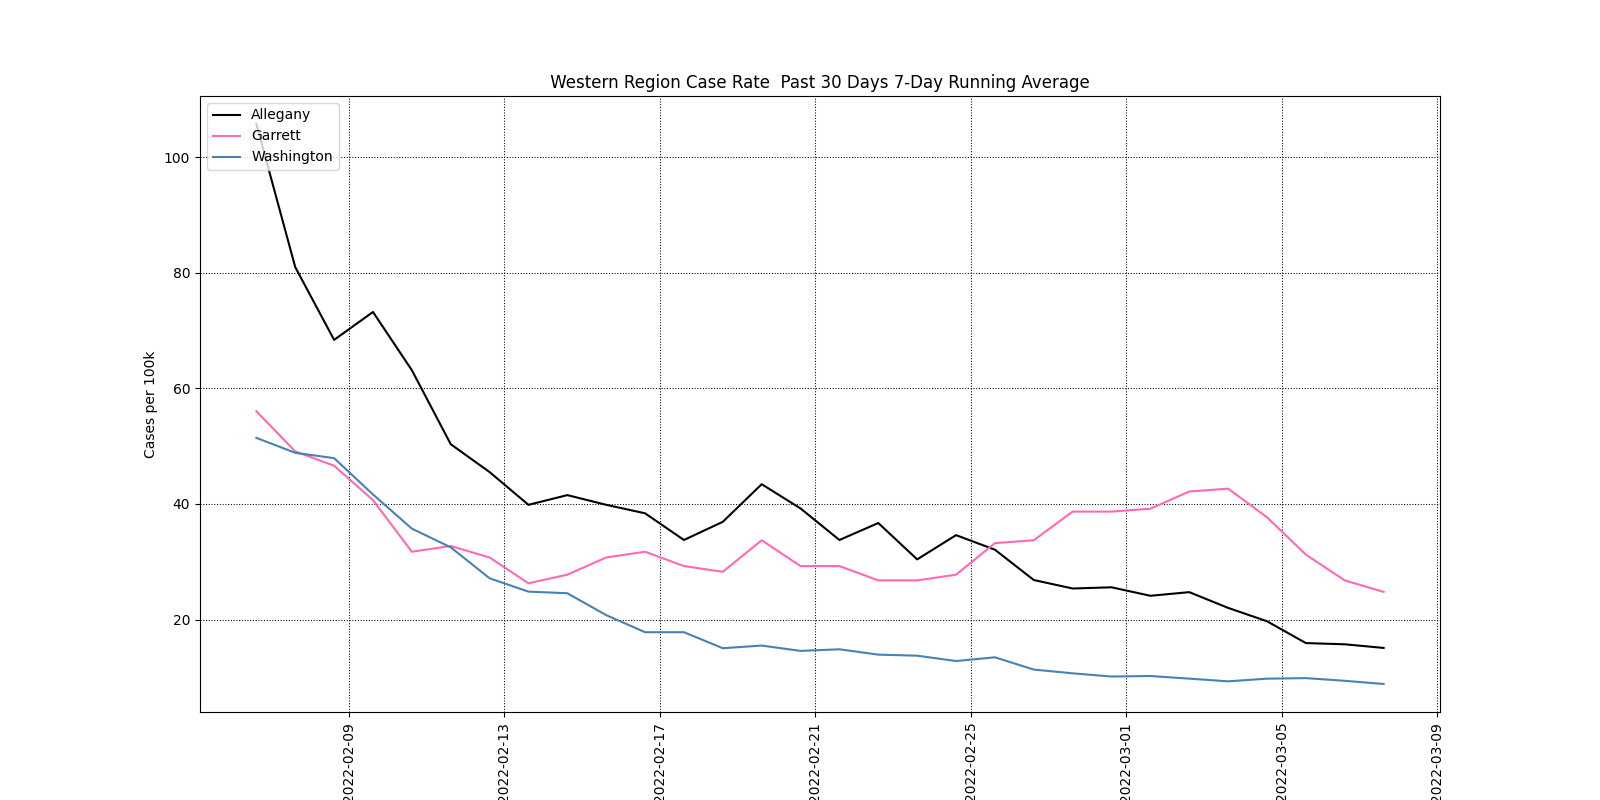 Western Region Case Rate  Past 30 Days 7-Day Running Average
Allegany
Garrett
Washington
100
80
60
40
20
Cases per 100k
2022-02-09
2022-02-13
2022-02-17
2022-02-21
2022-02-25
2022-03-01
2022-03-05
2022-03-09